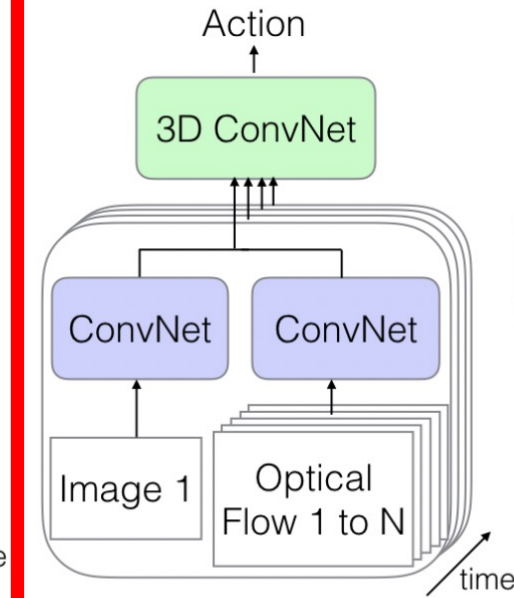 Action
3D ConvNet
ConvNet
ConvNet
Image 1
Optical
Flow 1 to N
time
e